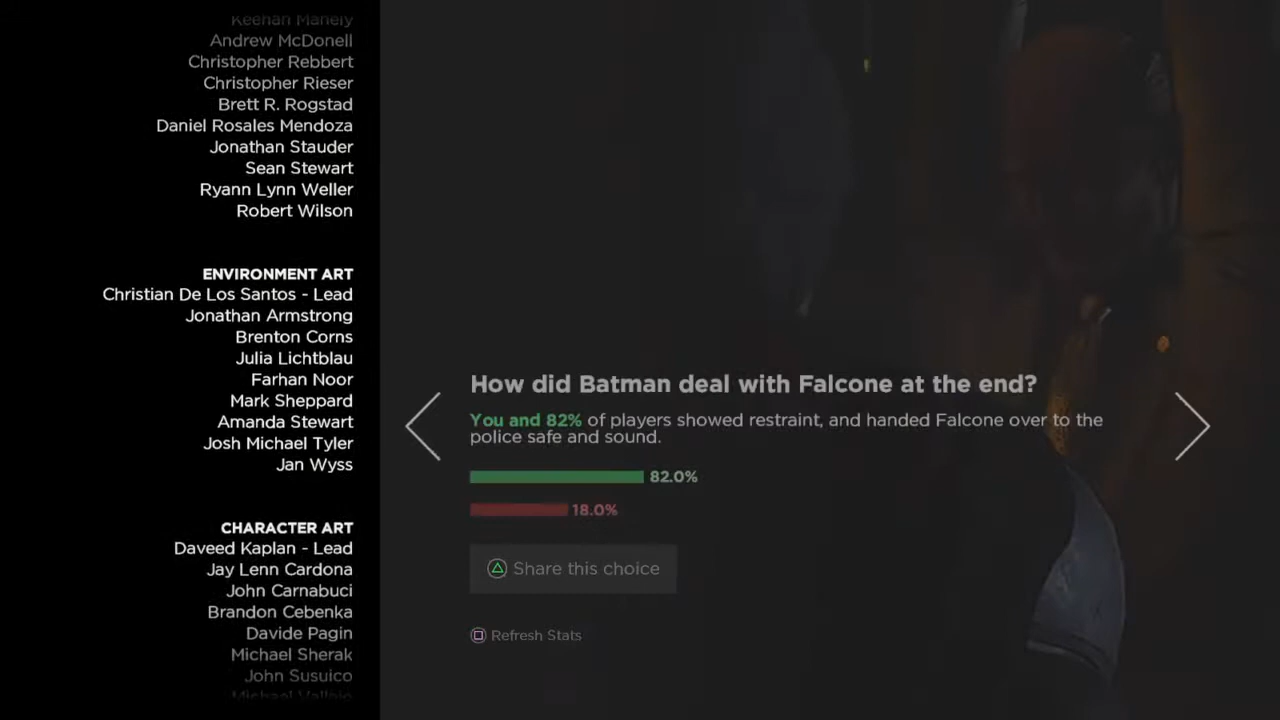 Keehan Manely
Andrew McDonell
Christopher Rebbert
Christopher Rieser
Brett R. Rogstad
Daniel Rosales Mendoza
Jonathan Stauder
Sean Stewart
Ryann Lynn Weller
Robert Wilson
ENVIRONMENT ART
Christian De Los Santos - Lead
Jonathan Armstrong
Brenton Corns
Julia Lichtblau
Farhan Noor
Mark Sheppard
Amanda Stewart
Josh Michael Tyler
Jan Wyss
CHARACTER ART
Daveed Kaplan - Lead
Jay Lenn Cardona
John Carnabuci
Brandon Cebenka
Davide Pagin
Michael Sherak
John Susuico
Michael Vallejo
How did Batman deal with Falcone at the end?
You and 82% of players showed restraint, and handed Falcone over to the
police safe and sound.
82.0%
18.0%
Share this choice
Refresh Stats